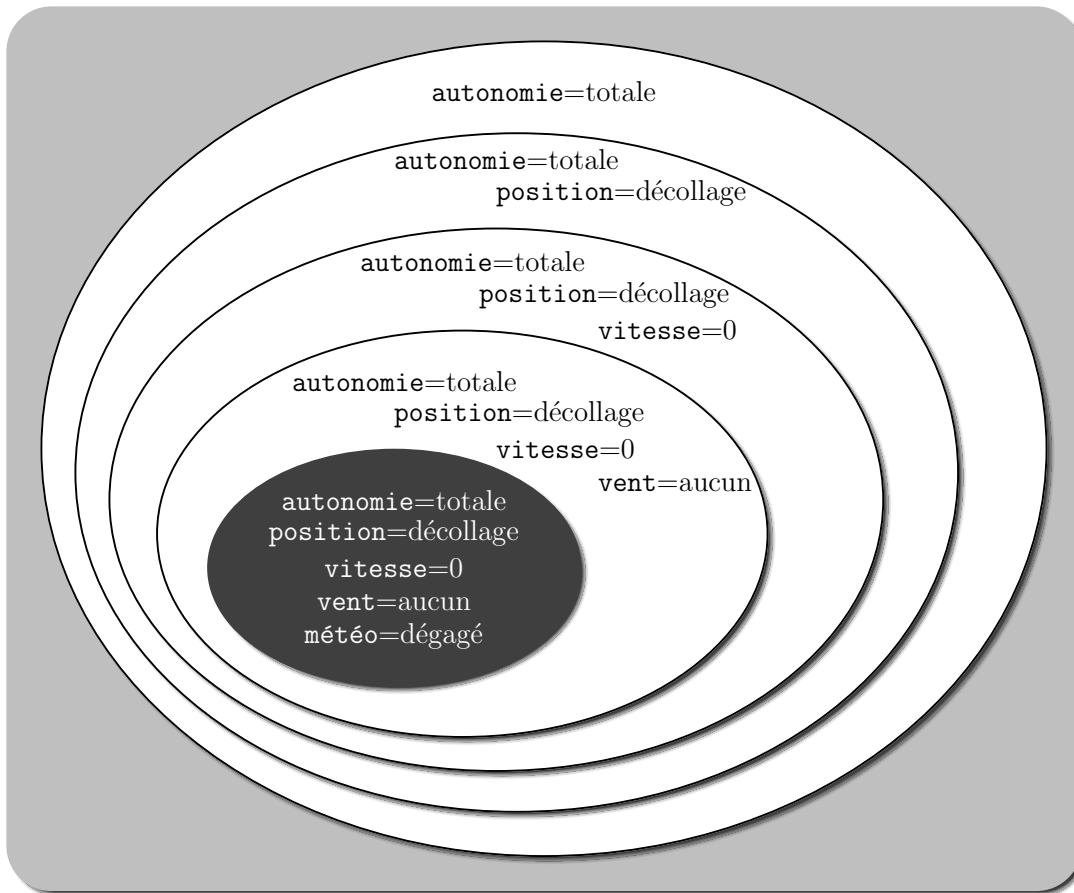 autonomie=totale
autonomie=totale
position=décollage
autonomie=totale
position=décollage
vitesse=0
autonomie=totale
position=décollage
vitesse=0
vent=aucun
autonomie=totale
position=décollage
vitesse=0
vent=aucun
météo=dégagé